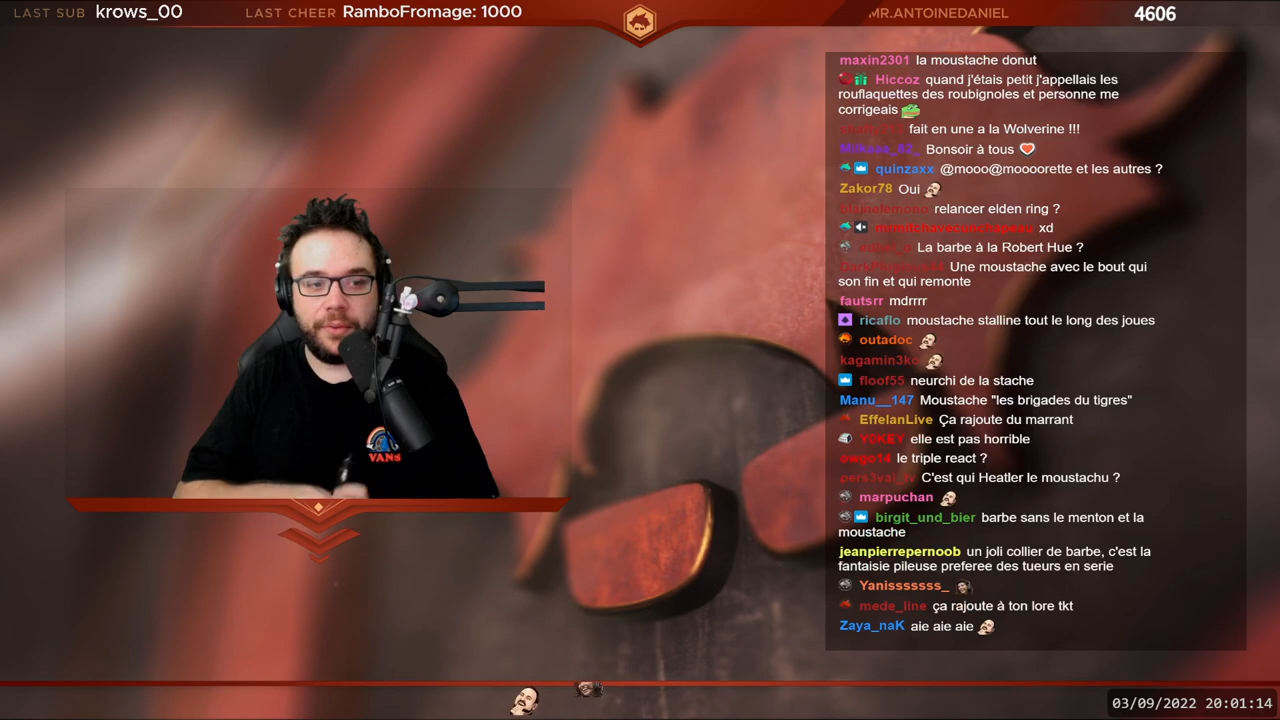 LAST SUB krows_00 LAST CHEER RamboFromage: 1000 MR.ANTOINEDANIEL 4606
maxin2301 la moustache donut
Hiccoz quand j'étais petit j'appellais les
rouflaquettes des roubignoles et personne me
corrigeais
fait en une a la Wolverine !!!
Bonsoir à tous
quinzaxx @mooo@moooorette et les autres ?
Zakor78 Oui
relancer elden ring ?
xd
La barbe à la Robert Hue ?
Une moustache avec le bout qui
son fin et qui remonte
fautsrr mdrrrr
ricaflo moustache stalline tout le long des joues
outadoc
kagamin3ko
floof55 neurchi de la stache
Manu__147 Moustache "les brigades du tigres"
EffelanLive Ça rajoute du marrant
Y0KEY elle est pas horrible
owgo14 le triple react ?
C'est qui Heatler le moustachu ?
marpuchan
birgit_und_bier barbe sans le menton et la
moustache
jeanpierrepernoob un joli collier de barbe, c'est la
fantaisie pileuse preferee des tueurs en serie
Yanisssssss_
mede_line ça rajoute à ton lore tkt
Zaya_naK aie aie aie
VANS
03/09/2022 20:01:14